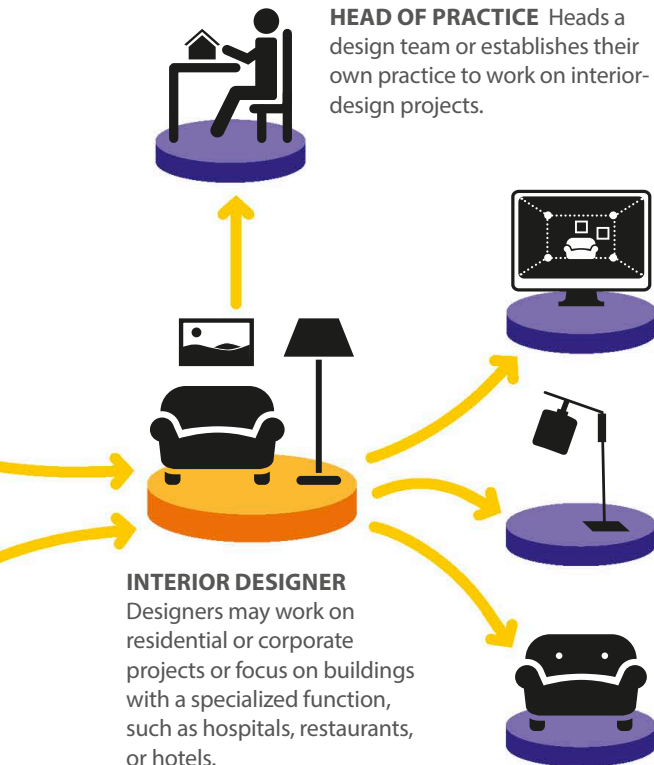 HEAD OF PRACTICE Heads a
design team or establishes their
own practice to work on interior-
design projects.
INTERIOR DESIGNER
Designers may work on
residential or corporate
projects or focus on buildings
with a specialized function,
such as hospitals, restaurants,
or hotels.